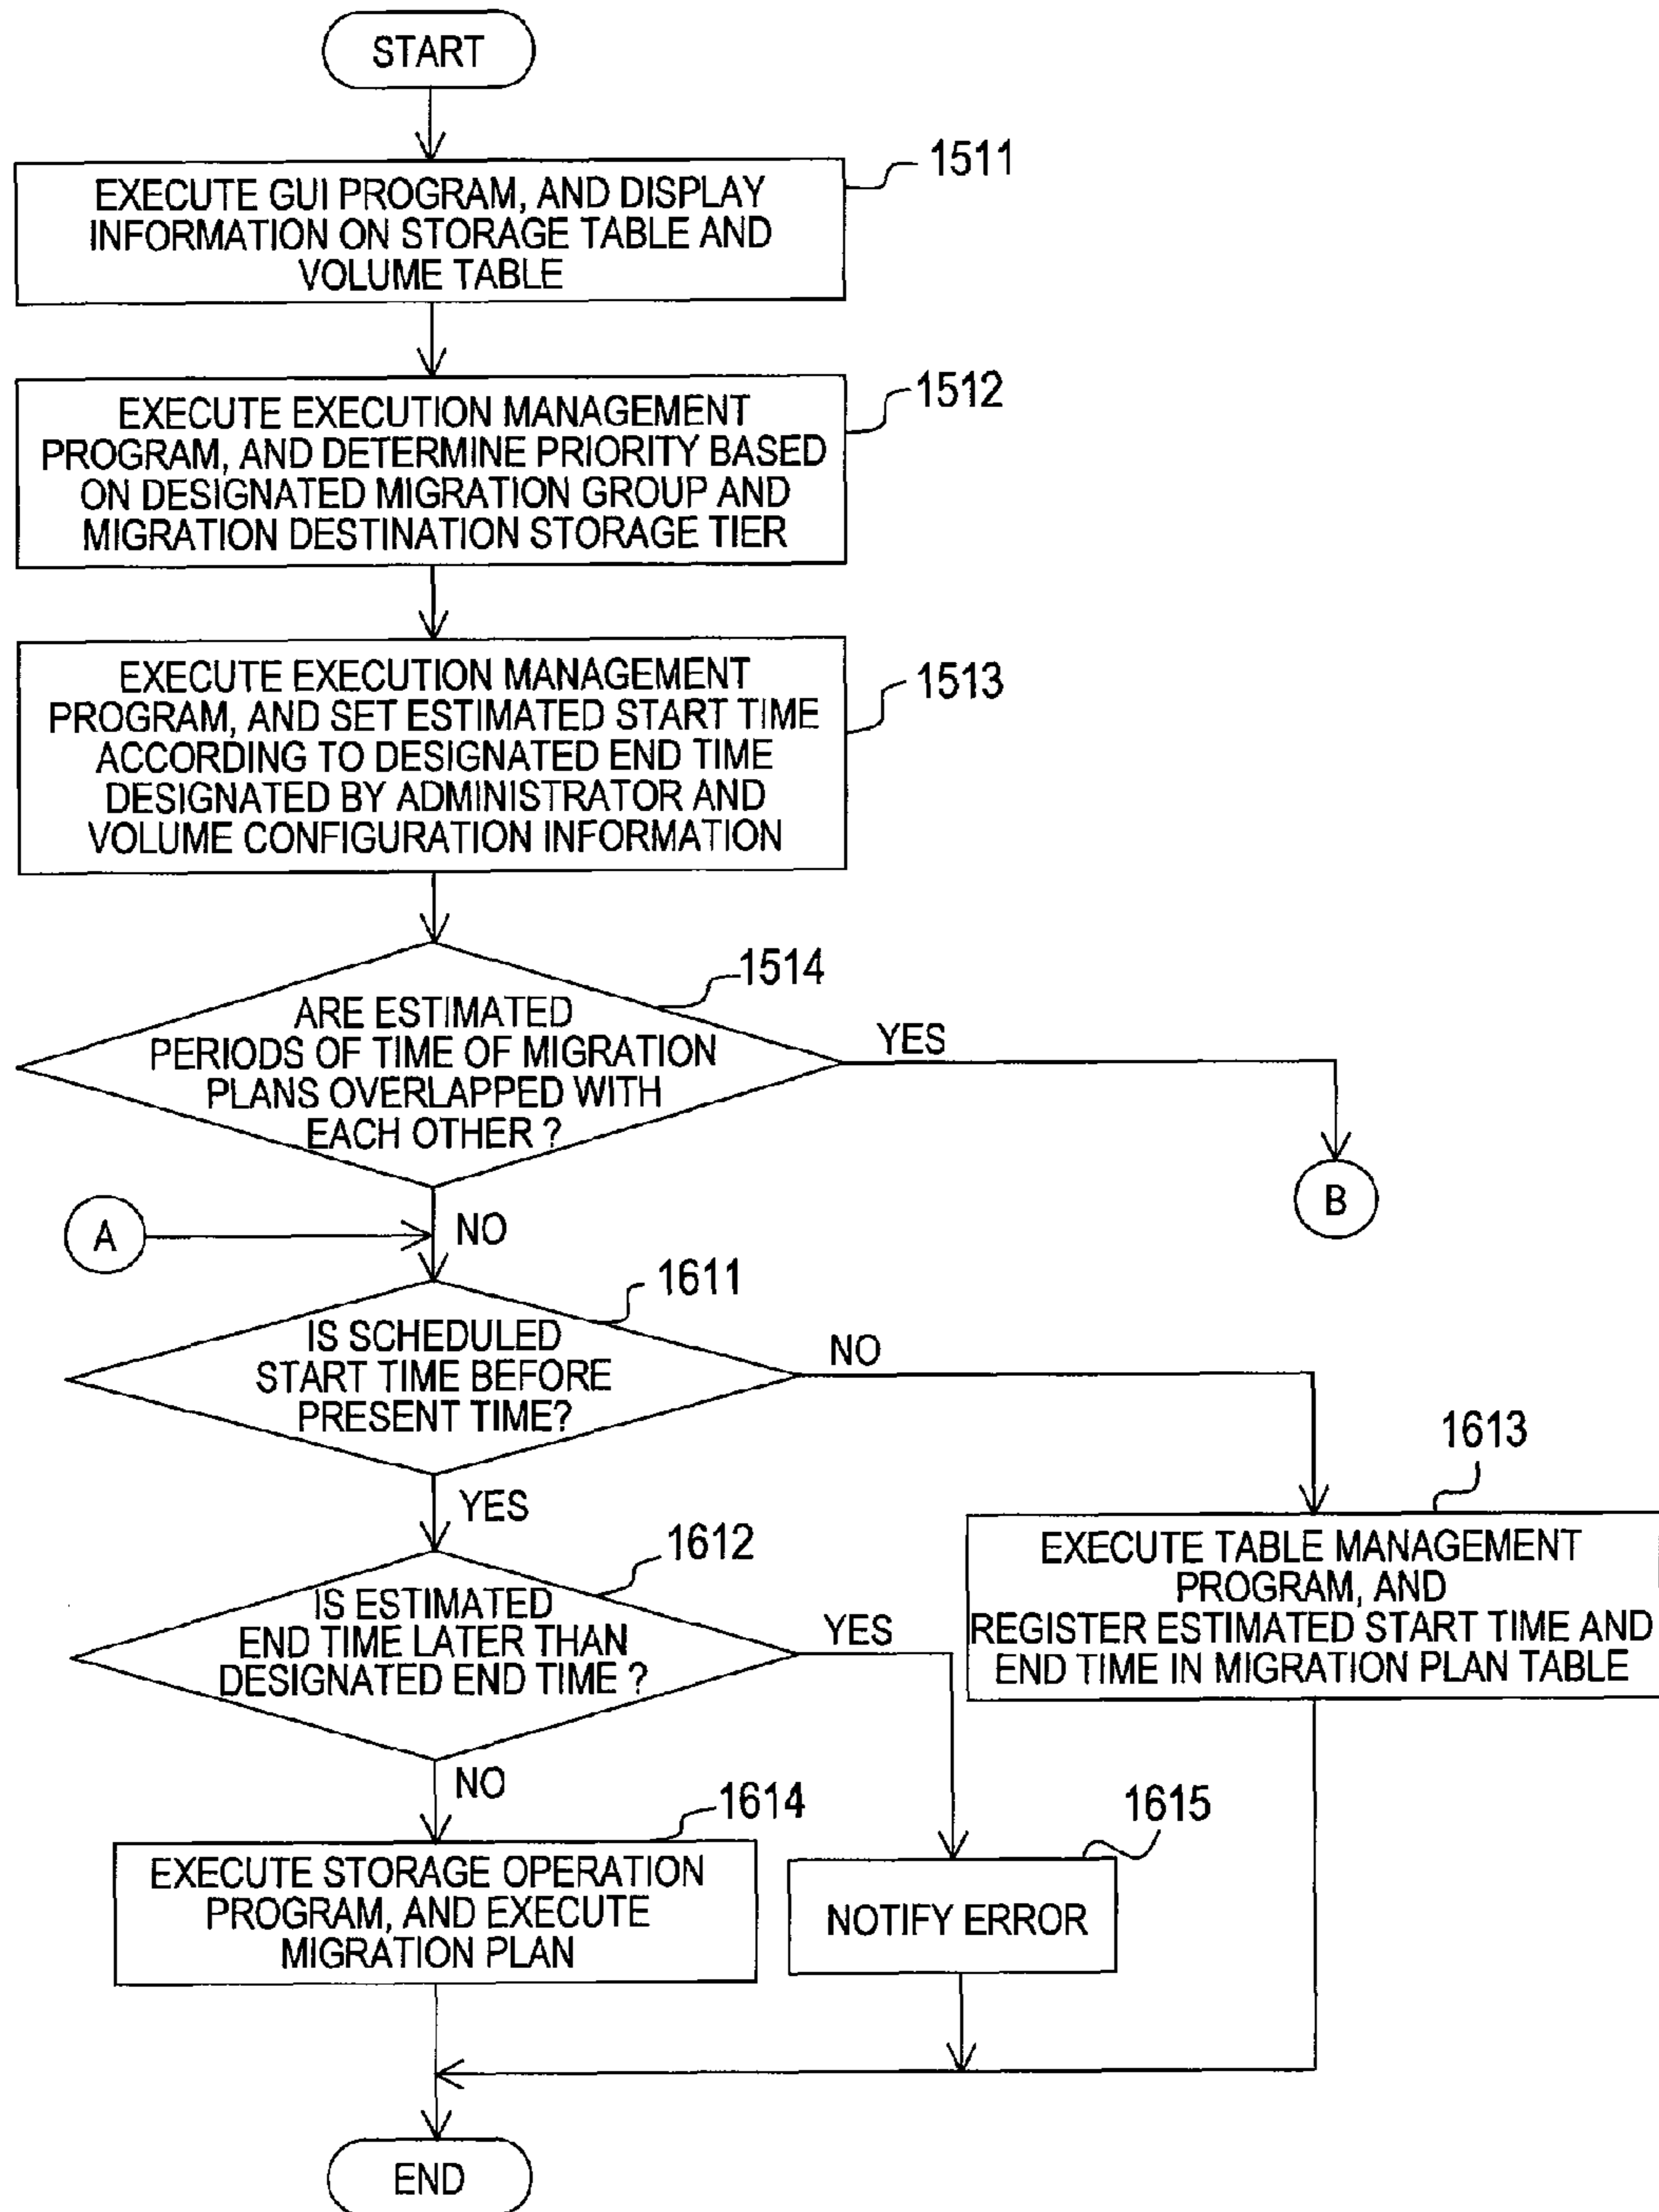 START
1511
EXECUTE GUI PROGRAM, AND DISPLAY
INFORMATION ON STORAGE TABLE AND
VOLUME TABLE
1512
EXECUTE EXECUTION MANAGEMENT
PROGRAM, AND DETERMINE PRIORITY BASED
ON DESIGNATED MIGRATION GROUP AND
MIGRATION DESTINATION STORAGE TIER
1513
EXECUTE EXECUTION MANAGEMENT
PROGRAM, AND SET ESTIMATED START TIME
ACCORDING TO DESIGNATED END TIME
DESIGNATED BY ADMINISTRATOR AND
VOLUME CONFIGURATION INFORMATION
1514
ARE ESTIMATED
PERIODS OF TIME OF MIGRATION
PLANS OVERLAPPED WITH
EACH OTHER ?
YES
B
A
NO
1611
IS SCHEDULED
START TIME BEFORE
PRESENT TIME?
NO
YES
1613
EXECUTE TABLE MANAGEMENT
PROGRAM, AND
REGISTER ESTIMATED START TIME AND
END TIME IN MIGRATION PLAN TABLE
1612
IS ESTIMATED
END TIME LATER THAN
DESIGNATED END TIME ?
YES
NO
1614
EXECUTE STORAGE OPERATION
PROGRAM, AND EXECUTE
MIGRATION PLAN
1615
NOTIFY ERROR
END